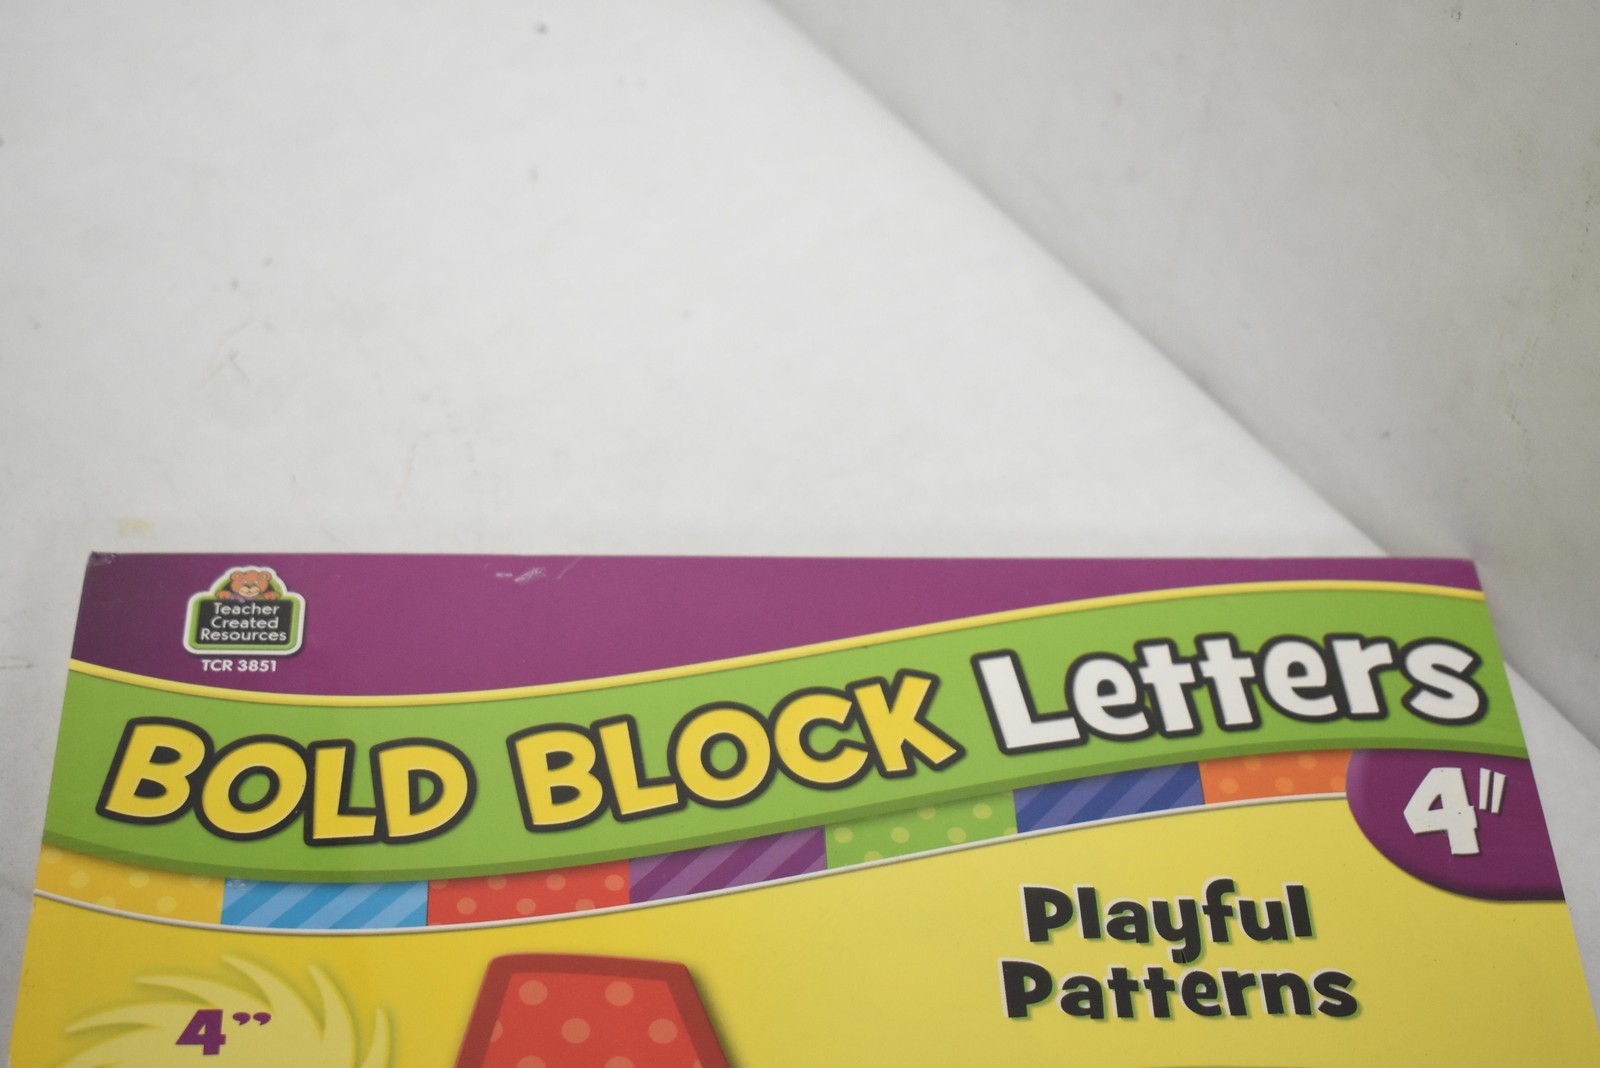 Teacher
Created
Resources
TCR 3851
BOLD BLOCK Letters
4"
Playful
Patterns
4”